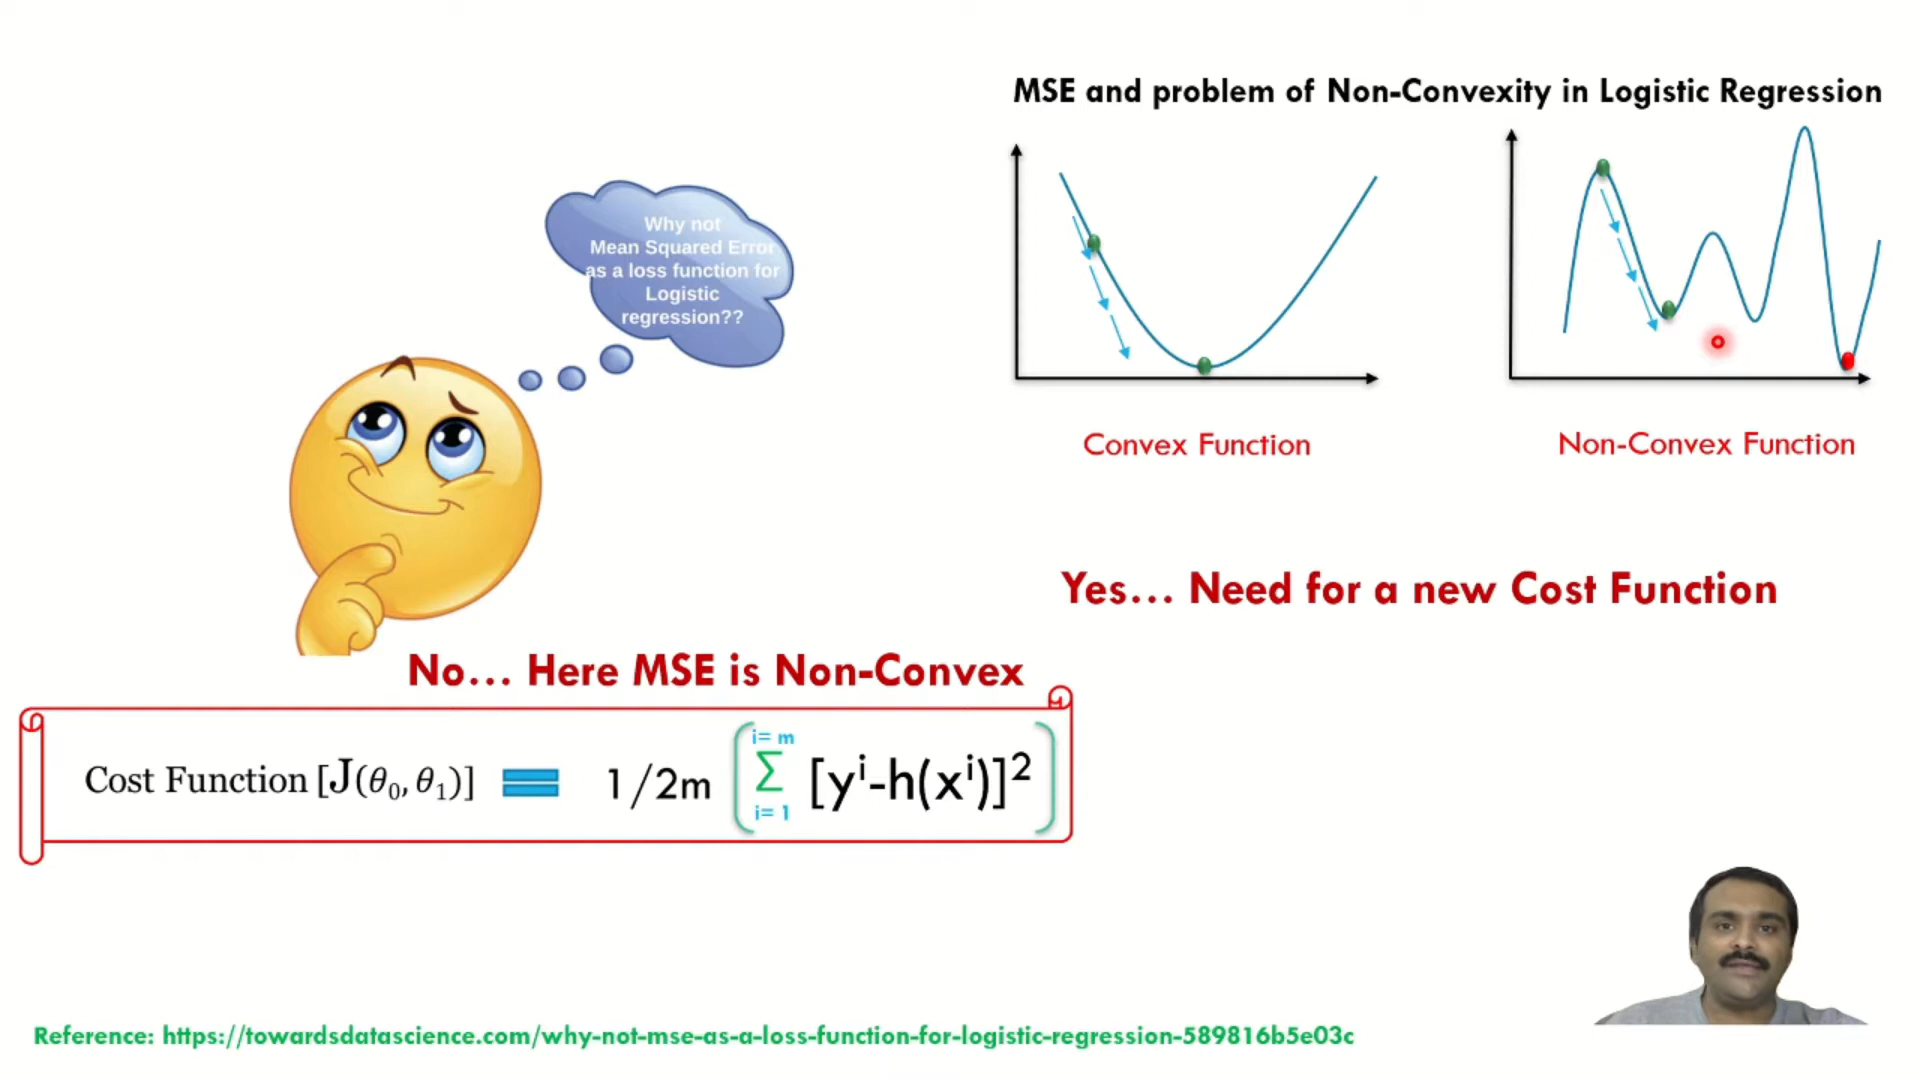 MSE and problem of Non-Convexity in Logistic Regression
Why not
Mean Squared Error
as a loss function for
Logistic
regression??
Convex Function
Non-Convex Function
Yes... Need for a new Cost Function
No... Here MSE is Non-Convex
Cost Function [J(θ₀, θ₁)] = 1/2m ( i= m Σ i= 1 [yⁱ-h(xⁱ)]² )
Reference: https://towardsdatascience.com/why-not-mse-as-a-loss-function-for-logistic-regression-589816b5e03c